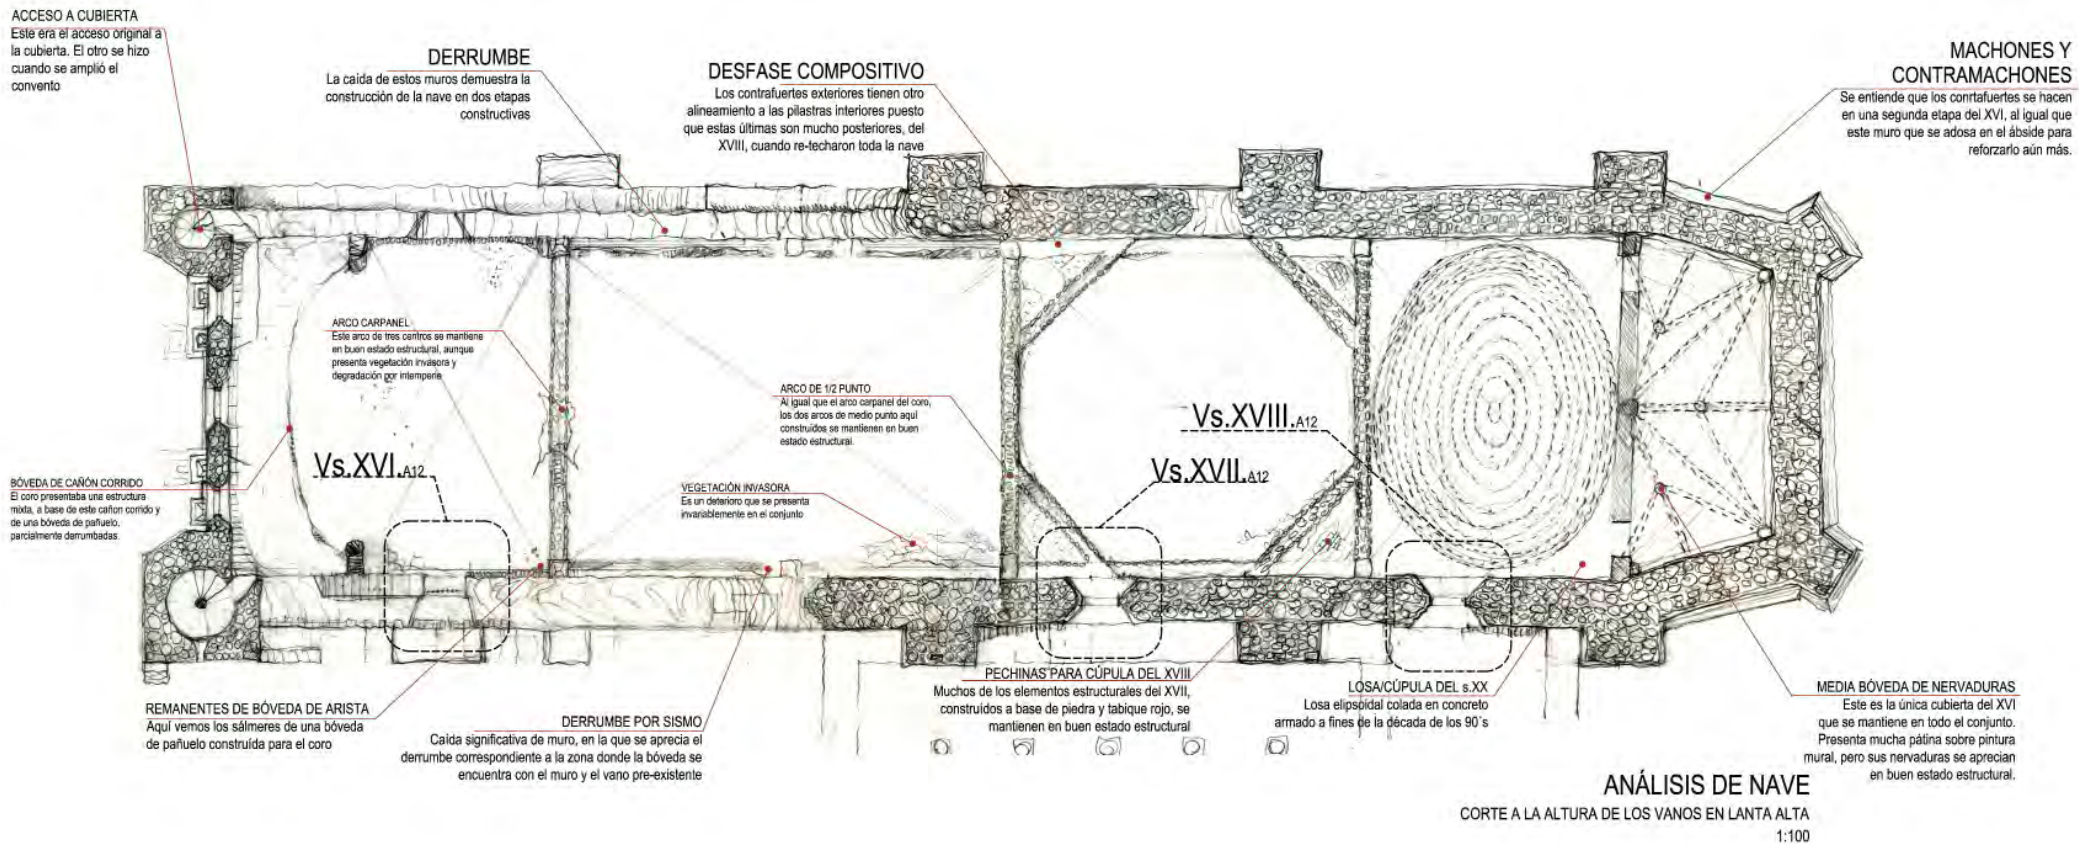 ACCESO A CUBIERTA
Este era el acceso original a
la cubierta. El otro se hizo
cuando se amplió el
convento
DERRUMBE
La caída de estos muros demuestra la
construcción de la nave en dos etapas
constructivas
DESFASE COMPOSITIVO
Los contrafuertes exteriores tienen otro
alineamiento a las pilastras interiores puesto
que estas últimas son mucho posteriores, del
XVIII, cuando re-techaron toda la nave
MACHONES Y
CONTRAMACHONES
Se entiende que los conrtafuertes se hacen
en una segunda etapa del XVI, al igual que
este muro que se adosa en el ábside para
reforzarlo aún más.
ARCO CARPANEL
Este arco de tres centros se mantiene
en buen estado estructural, aunque
presenta vegetación invasora y
degradación por intemperie
ARCO DE 1/2 PUNTO
Al igual que el arco carpanel del coro,
los dos arcos de medio punto aquí
construidos se mantienen en buen
estado estructural.
Vs.XVIII.A12
Vs.XVI.A12
Vs.XVII.A12
BÓVEDA DE CAÑÓN CORRIDO
El coro presentaba una estructura
mixta, a base de este cañon corrido y
de una bóveda de pañuelo,
parcialmente derrumbadas.
VEGETACIÓN INVASORA
Es un deterioro que se presenta
invariablemente en el conjunto
REMANENTES DE BÓVEDA DE ARISTA
Aquí vemos los sálmeres de una bóveda
de pañuelo construída para el coro
DERRUMBE POR SISMO
Caída significativa de muro, en la que se aprecia el
derrumbe correspondiente a la zona donde la bóveda se
encuentra con el muro y el vano pre-existente
PECHINAS PARA CÚPULA DEL XVIII
Muchos de los elementos estructurales del XVII,
construídos a base de piedra y tabique rojo, se
mantienen en buen estado estructural
LOSA/CÚPULA DEL s.XX
Losa elipsoidal colada en concreto
armado a fines de la década de los 90´s
MEDIA BÓVEDA DE NERVADURAS
Este es la única cubierta del XVI
que se mantiene en todo el conjunto.
Presenta mucha pátina sobre pintura
mural, pero sus nervaduras se aprecian
en buen estado estructural.
ANÁLISIS DE NAVE
CORTE A LA ALTURA DE LOS VANOS EN LANTA ALTA
1:100